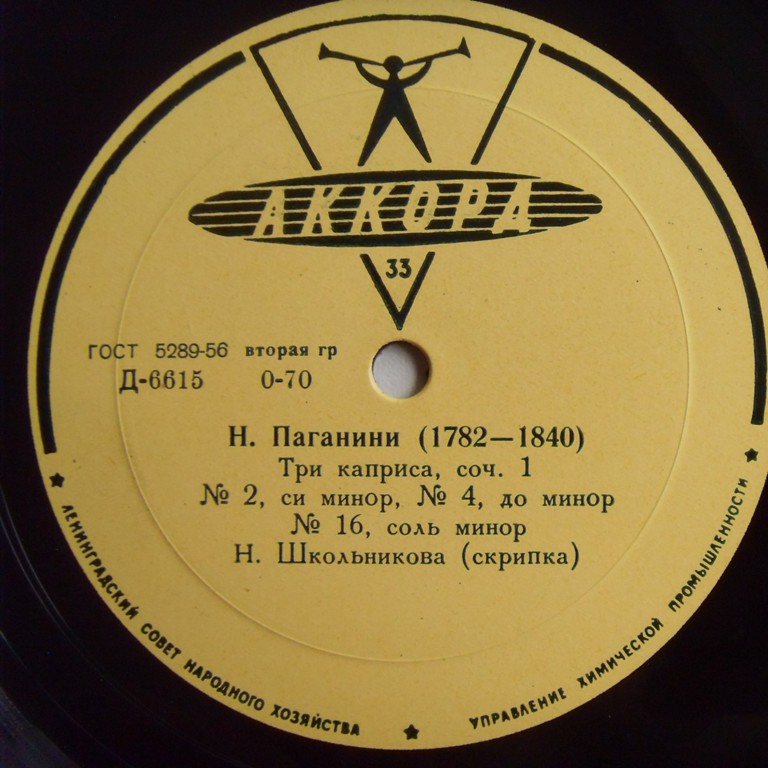 АККОРД
33
ГОСТ 5289-56 вторая гр
Д-6615 0-70
Н. Паганини (1782—1840)
Три каприса, соч. 1
№ 2, си минор, № 4, до минор
№ 16, соль минор
Н. Школьникова (скрипка)
ЛЕНИНГРАДСКИЙ СОВЕТ НАРОДНОГО ХОЗЯЙСТВА
УПРАВЛЕНИЕ ХИМИЧЕСКОЙ ПРОМЫШЛЕННОСТИ